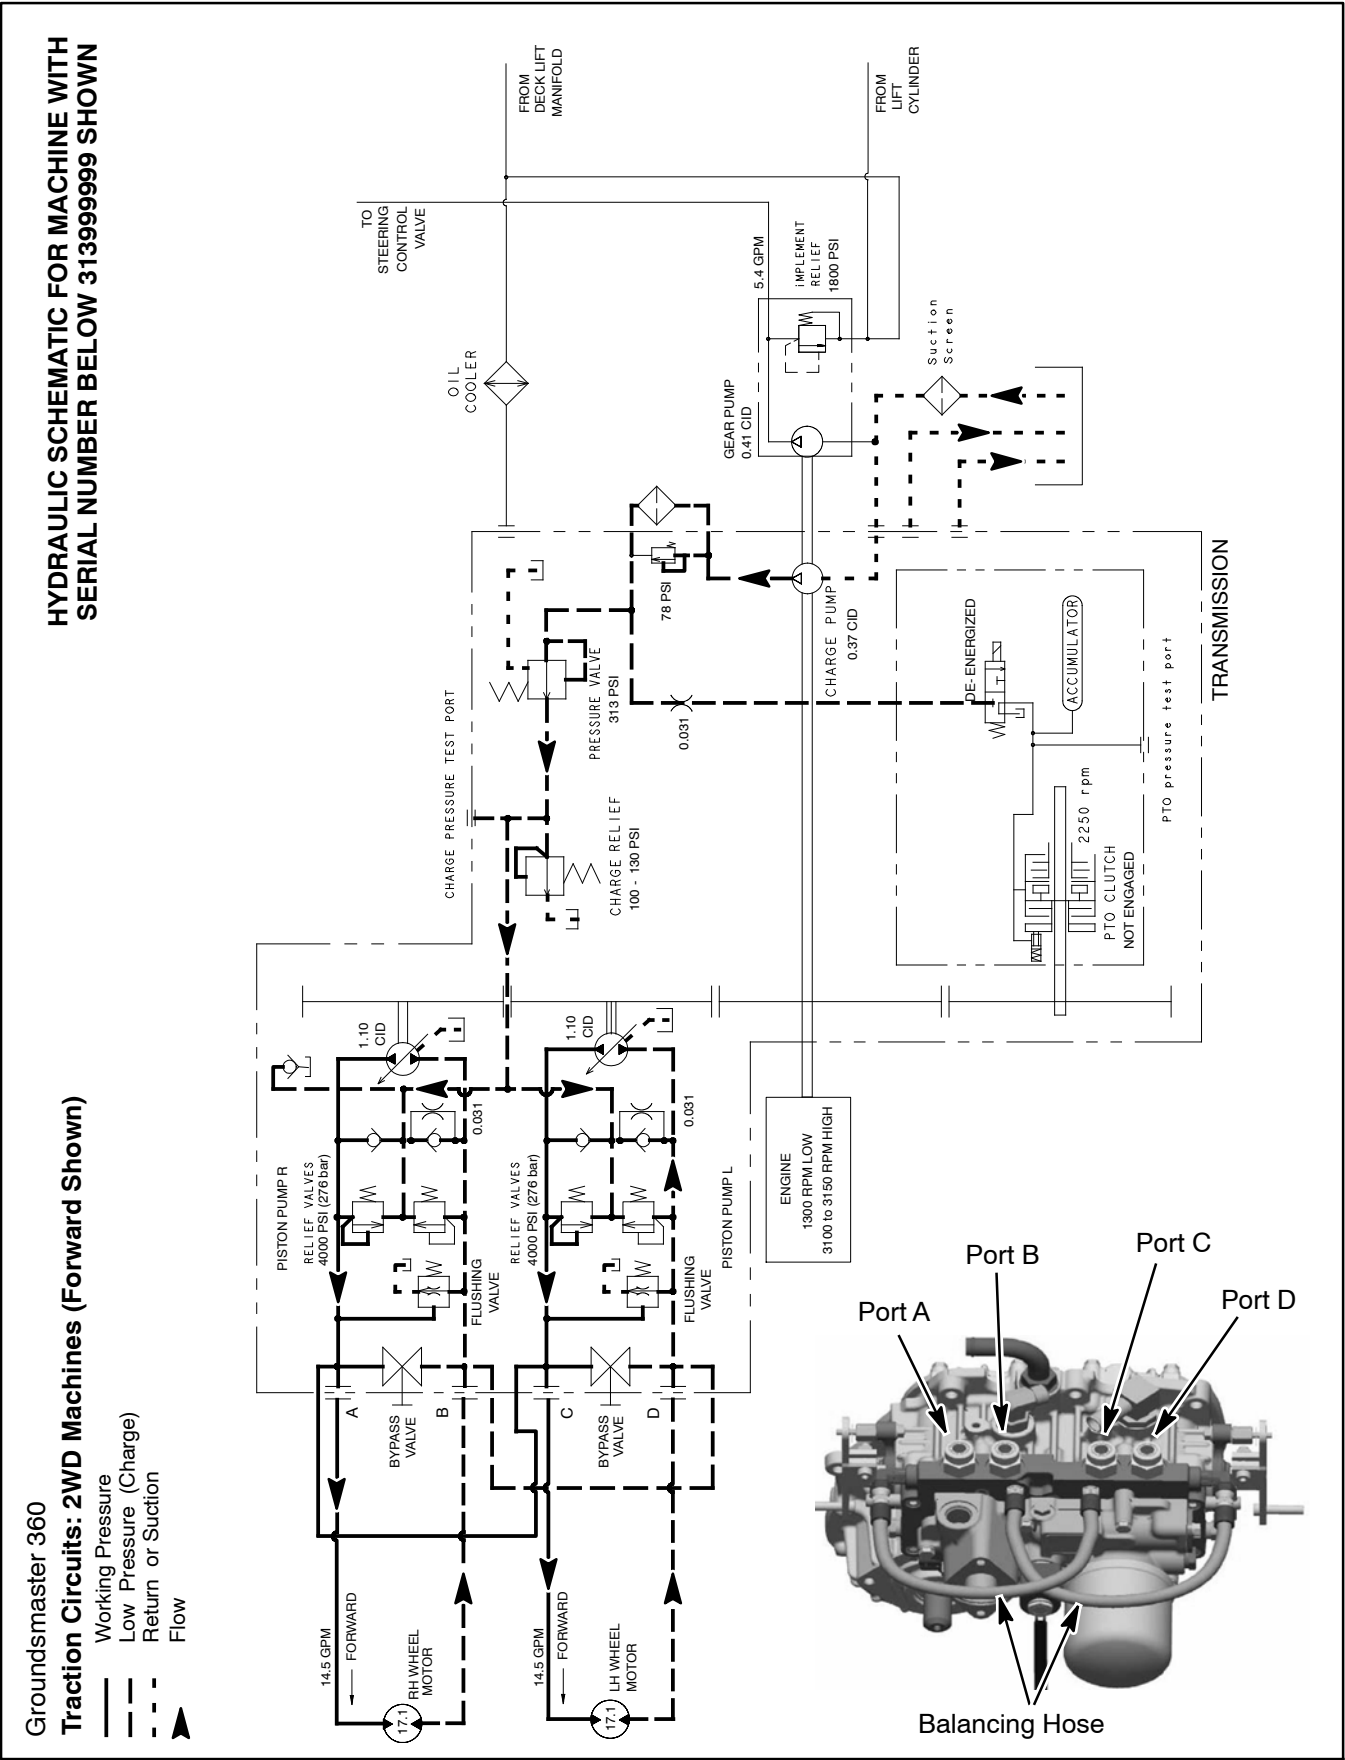 HYDRAULIC SCHEMATIC FOR MACHINE WITH
SERIAL NUMBER BELOW 313999999 SHOWN
Groundsmaster 360
Traction Circuits: 2WD Machines (Forward Shown)
Working Pressure
Low Pressure (Charge)
Return or Suction
Flow
FROM
DECK LIFT
MANIFOLD
FROM
LIFT
CYLINDER
TO
STEERING
CONTROL
VALVE
OIL
COOLER
5.4 GPM
iMPLEMENT
RELIEF
1800 PSI
GEAR PUMP
0.41 CID
Suction
Screen
78 PSI
CHARGE PUMP
0.37 CID
PRESSURE VALVE
313 PSI
0.031
CHARGE PRESSURE TEST PORT
CHARGE RELIEF
100 - 130 PSI
DE- ENERGIZED
ACCUMULATOR
PTO pressure test port
TRANSMISSION
2250 rpm
PTO CLUTCH
NOT ENGAGED
1.10
CID
1.10
CID
0.031
0.031
PISTON PUMP R
RELIEF VALVES
4000 PSI (276 bar)
RELIEF VALVES
4000 PSI (276 bar)
PISTON PUMP L
FLUSHING
VALVE
FLUSHING
VALVE
ENGINE
1300 RPM LOW
3100 to 3150 RPM HIGH
A
BYPASS
VALVE
B
C
BYPASS
VALVE
D
14.5 GPM
FORWARD
RH WHEEL
MOTOR
17.1
14.5 GPM
FORWARD
LH WHEEL
MOTOR
17.1
Port A
Port B
Port C
Port D
Balancing Hose